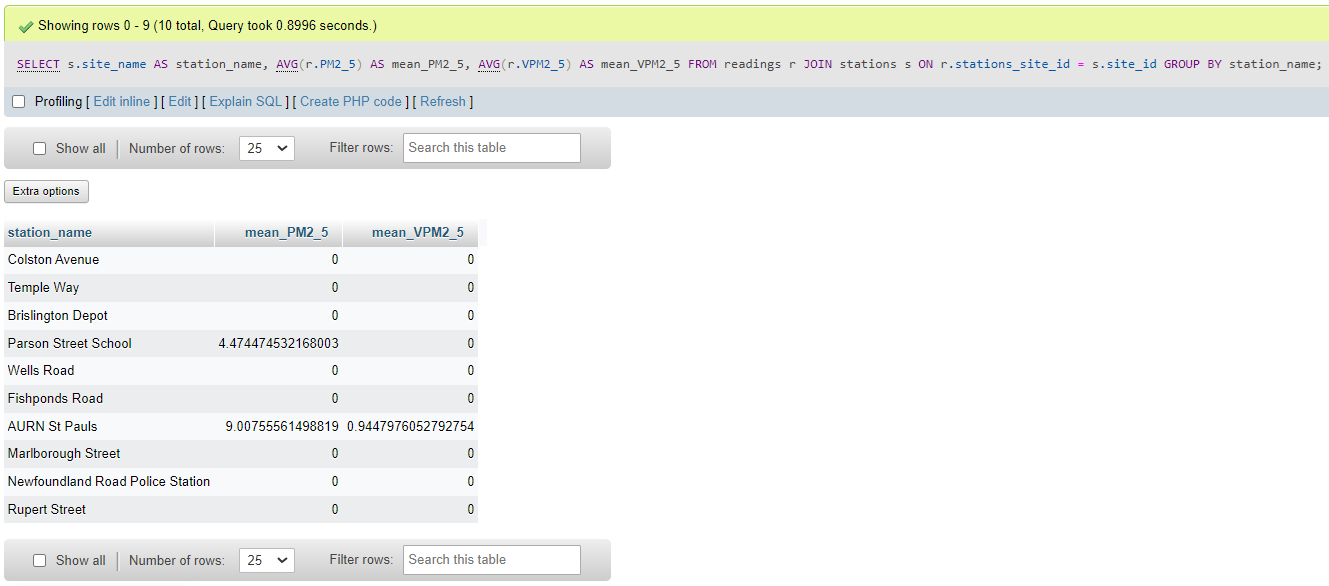 Showing rows 0 - 9 (10 total, Query took 0.8996 seconds.)
SELECT s.site_name AS station_name, AVG(r.PM2_5) AS mean_PM2_5, AVG(r.VPM2_5) AS mean_VPM2_5 FROM readings r JOIN stations s ON r.stations_site_id = s.site_id GROUP BY station_name;
Profiling [ Edit inline ] [ Edit ] [ Explain SQL ] [ Create PHP code ] [ Refresh ]
Show all Number of rows: 25 Filter rows: Search this table
Extra options
station_name mean_PM2_5 mean_VPM2_5
Colston Avenue 0 0
Temple Way 0 0
Brislington Depot 0 0
Parson Street School 4.474474532168003 0
Wells Road 0 0
Fishponds Road 0 0
AURN St Pauls 9.00755561498819 0.9447976052792754
Marlborough Street 0 0
Newfoundland Road Police Station 0 0
Rupert Street 0 0
Show all Number of rows: 25 Filter rows: Search this table